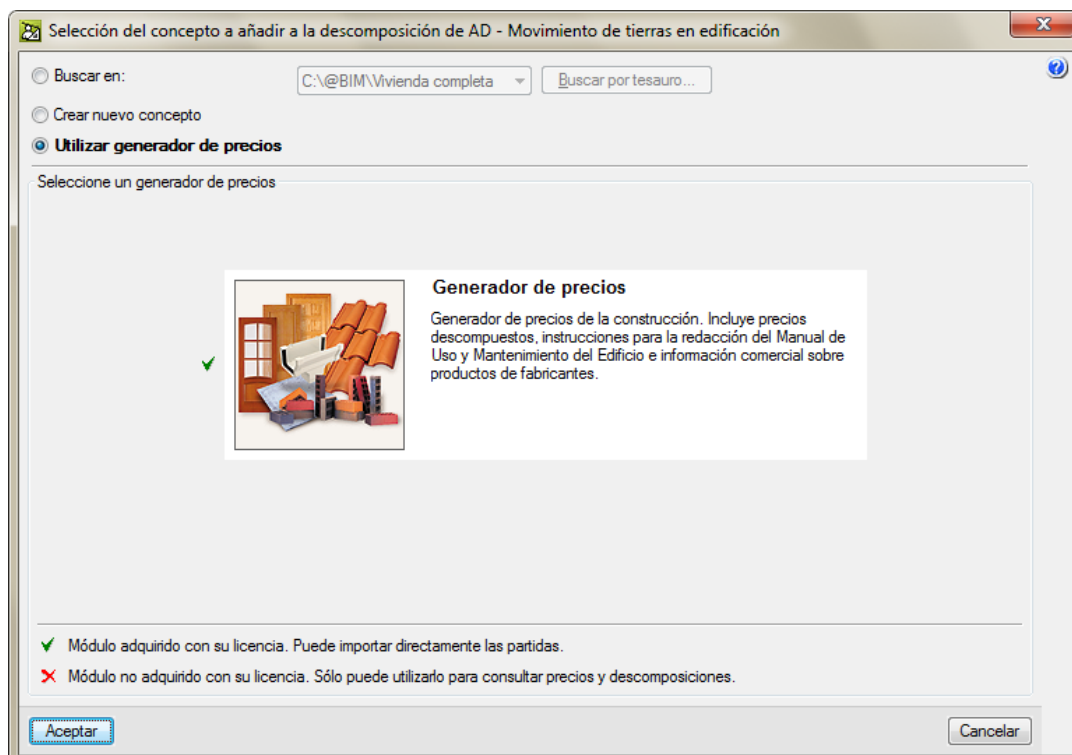 Selección del concepto a añadir a la descomposición de AD - Movimiento de tierras en edificación
Buscar en:
C:\@BIM\Vivienda completa
Buscar por tesauro...
Crear nuevo concepto
Utilizar generador de precios
Seleccione un generador de precios
Generador de precios
Generador de precios de la construcción. Incluye precios
descompuestos, instrucciones para la redacción del Manual de
Uso y Mantenimiento del Edificio e información comercial sobre
productos de fabricantes.
Módulo adquirido con su licencia. Puede importar directamente las partidas.
Módulo no adquirido con su licencia. Sólo puede utilizarlo para consultar precios y descomposiciones.
Aceptar
Cancelar